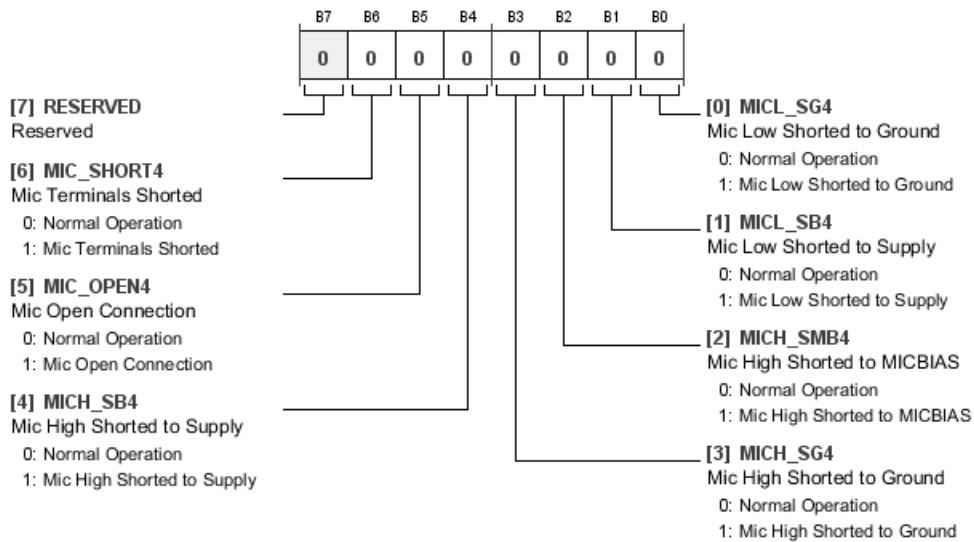 B7 B6 B5 B4 B3 B2 B1 B0
0 0 0 0 0 0 0 0
[7] RESERVED
Reserved
[6] MIC_SHORT4
Mic Terminals Shorted
0: Normal Operation
1: Mic Terminals Shorted
[5] MIC_OPEN4
Mic Open Connection
0: Normal Operation
1: Mic Open Connection
[4] MICH_SB4
Mic High Shorted to Supply
0: Normal Operation
1: Mic High Shorted to Supply
[0] MICL_SG4
Mic Low Shorted to Ground
0: Normal Operation
1: Mic Low Shorted to Ground
[1] MICL_SB4
Mic Low Shorted to Supply
0: Normal Operation
1: Mic Low Shorted to Supply
[2] MICH_SMB4
Mic High Shorted to MICBIAS
0: Normal Operation
1: Mic High Shorted to MICBIAS
[3] MICH_SG4
Mic High Shorted to Ground
0: Normal Operation
1: Mic High Shorted to Ground